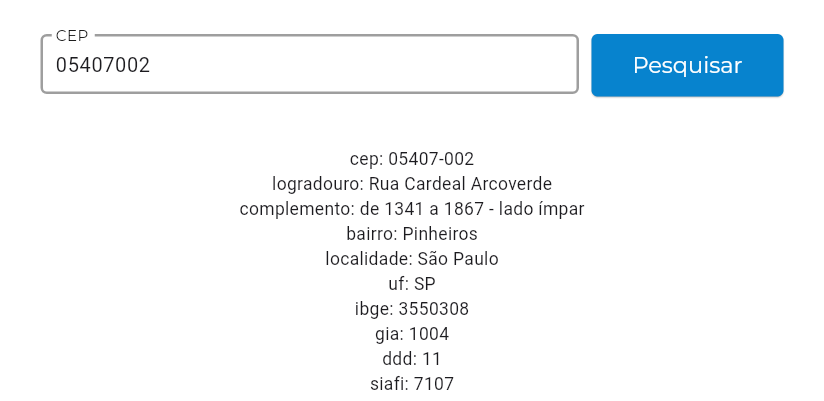 CEP
05407002
Pesquisar
cep: 05407-002
logradouro: Rua Cardeal Arcoverde
complemento: de 1341 a 1867 - lado ímpar
bairro: Pinheiros
localidade: São Paulo
uf: SP
ibge: 3550308
gia: 1004
ddd: 11
siafi: 7107